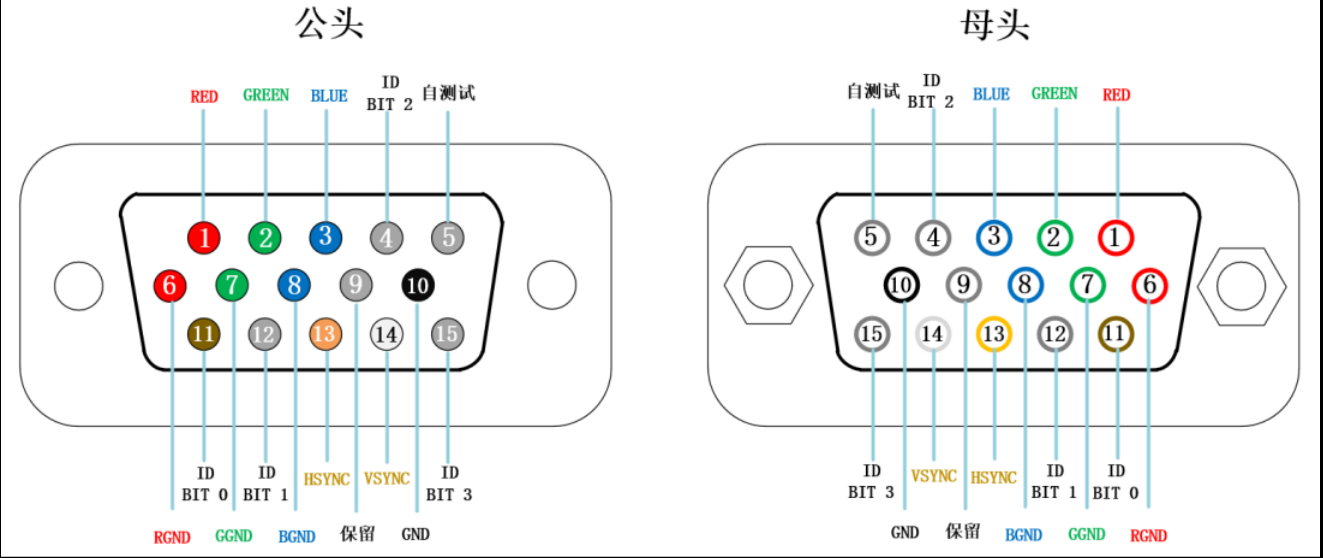 公头
RED GREEN BLUE ID BIT 2 自测试
1 2 3 4 5
6 7 8 9 10
11 12 13 14 15
ID BIT 0 ID BIT 1 HSYNC VSYNC ID BIT 3
RGND GGND BGND 保留 GND
母头
自测试 ID BIT 2 BLUE GREEN RED
5 4 3 2 1
10 9 8 7 6
15 14 13 12 11
ID BIT 3 VSYNC HSYNC ID BIT 1 ID BIT 0
GND 保留 BGND GGND RGND